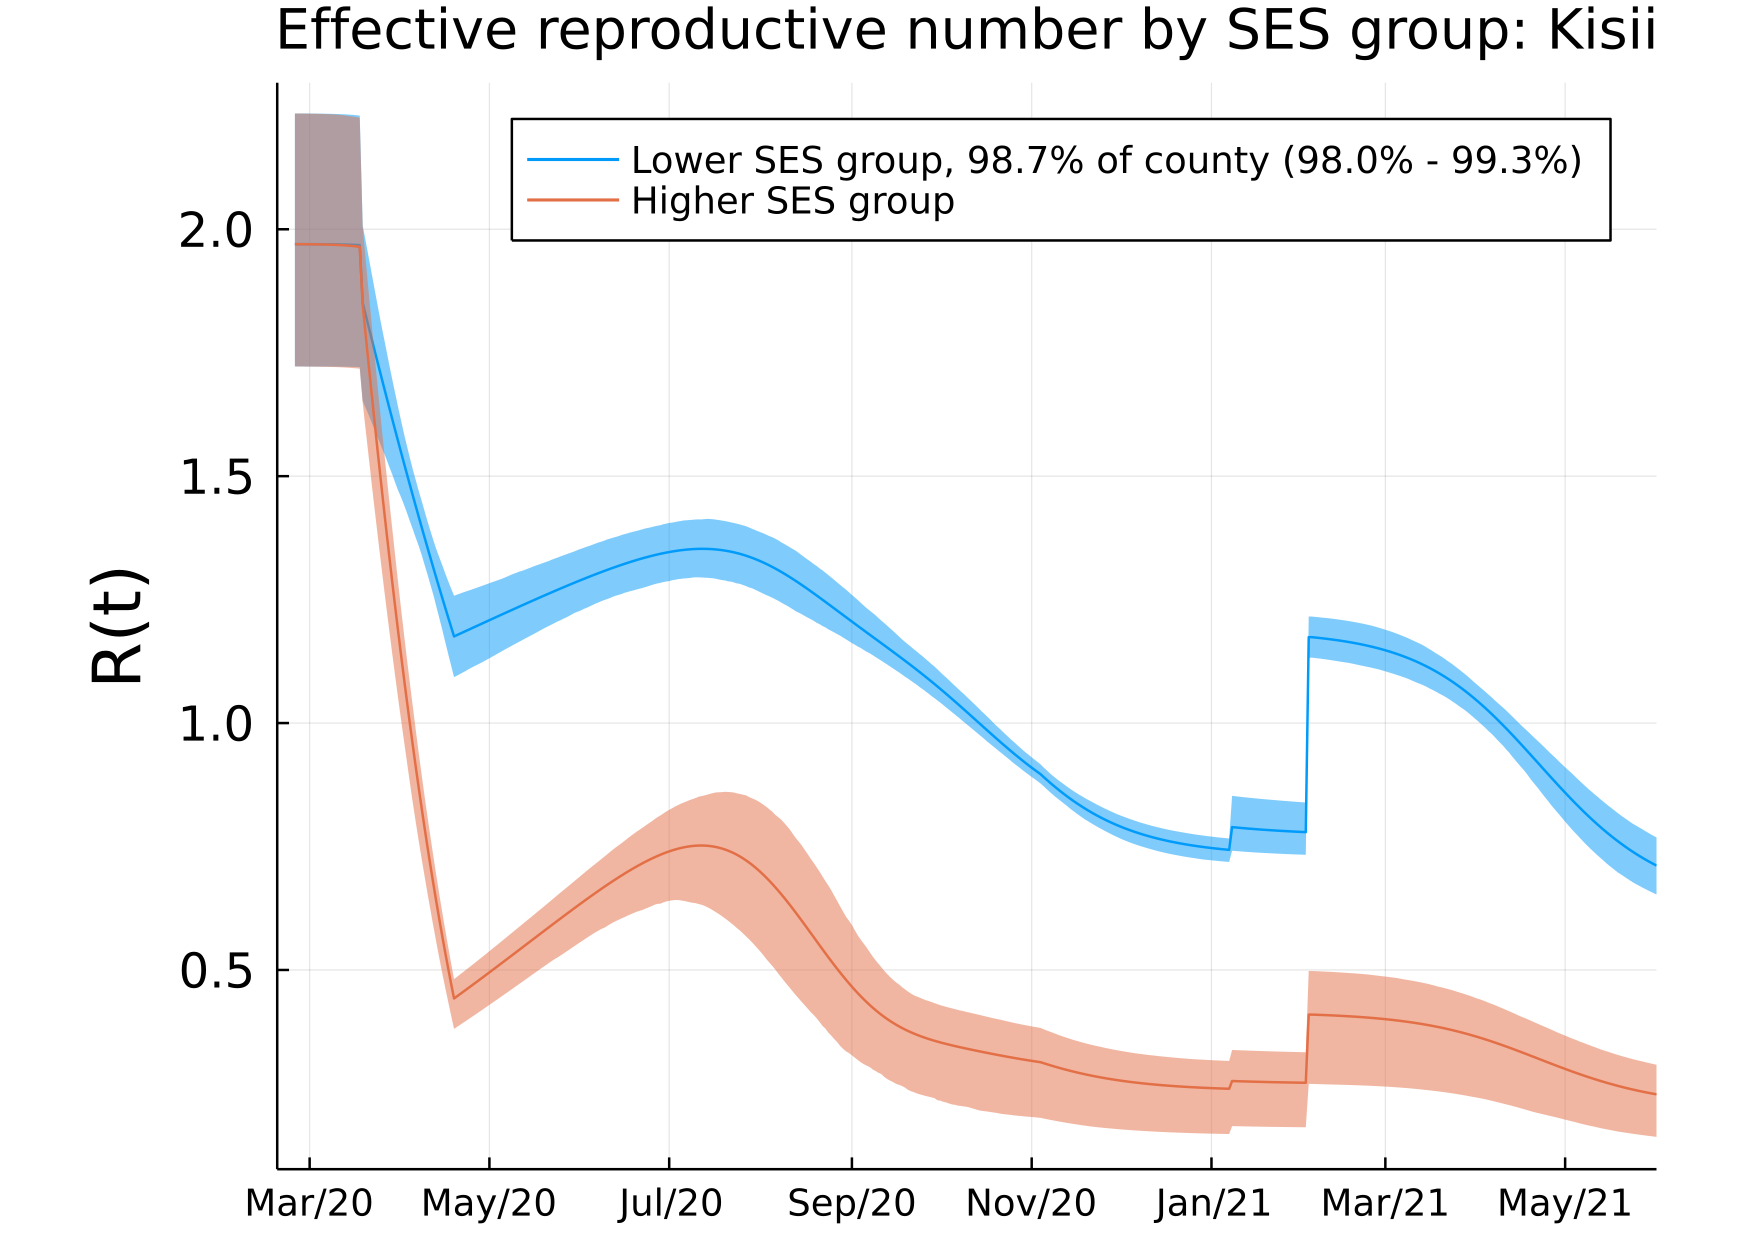 Effective reproductive number by SES group: Kisii
Lower SES group, 98.7% of county (98.0% - 99.3%)
Higher SES group
2.0
1.5
1.0
0.5
R(t)
Mar/20 May/20 Jul/20 Sep/20 Nov/20 Jan/21 Mar/21 May/21